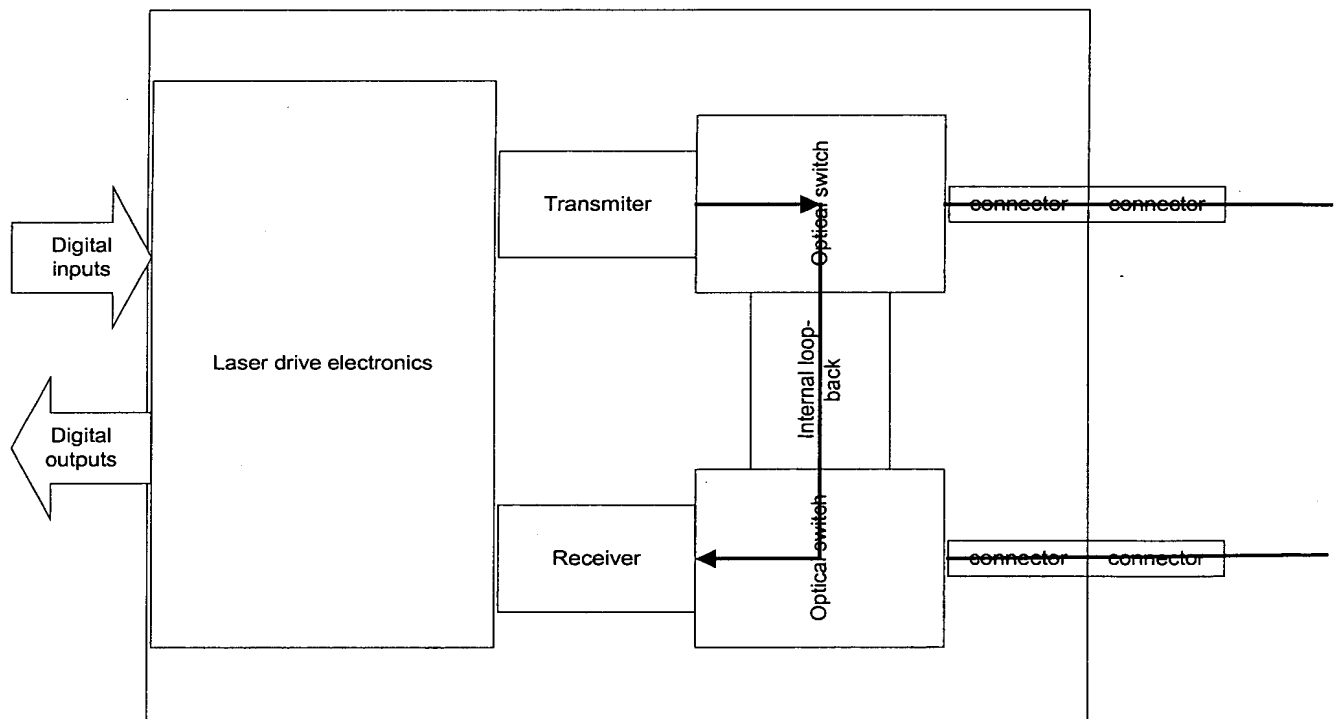 Digital
inputs
Digital
outputs
Laser drive electronics
Transmiter
Receiver
Optical switch
Internal loop-
back
Optical switch
connector
connector
connector
connector